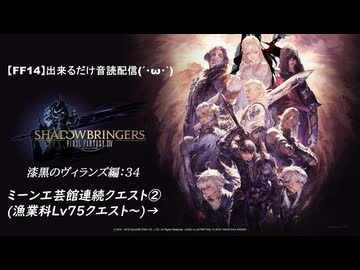 【FF14】出来るだけ音読配信(´･ω･`)
SHADOWBRINGERS
FINAL FANTASY XIV
漆黒のヴィランズ編:34
ミーン工芸館連続クエスト②
(漁業科Lv75クエスト～)→